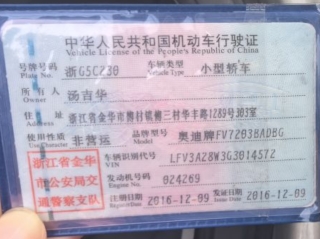 中华人民共和国机动车行驶证
Vehicle License of the People's Republic of China
号牌号码 浙G5C230 车辆类型 小型轿车
Plate No. Vehicle Type
所有人 汤吉华
Owner
住址 浙江省金华市 镇 三村华丰路1289号303室
Address
使用性质 非营运 品牌型号 奥迪牌FV7203BADBG
Use Character Model
浙江省金华
市公安局交
通警察支队
车辆识别代号 LFV3A28W3G3014572
VIN
发动机号码 024269
Engine No.
注册日期 2016-12-09 发证日期 2016-12-09
Register Date Issue Date